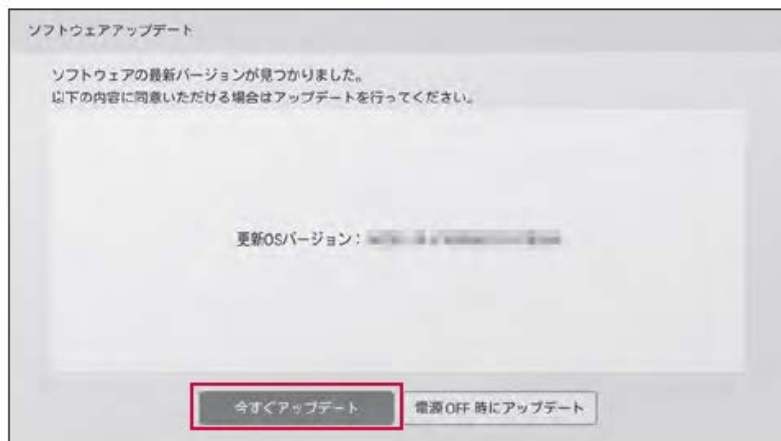 ソフトウェアアップデート
ソフトウェアの最新バージョンが見つかりました。
以下の内容に同意いただける場合はアップデートを行ってください。
更新OSバージョン：
今すぐアップデート
電源OFF 時にアップデート